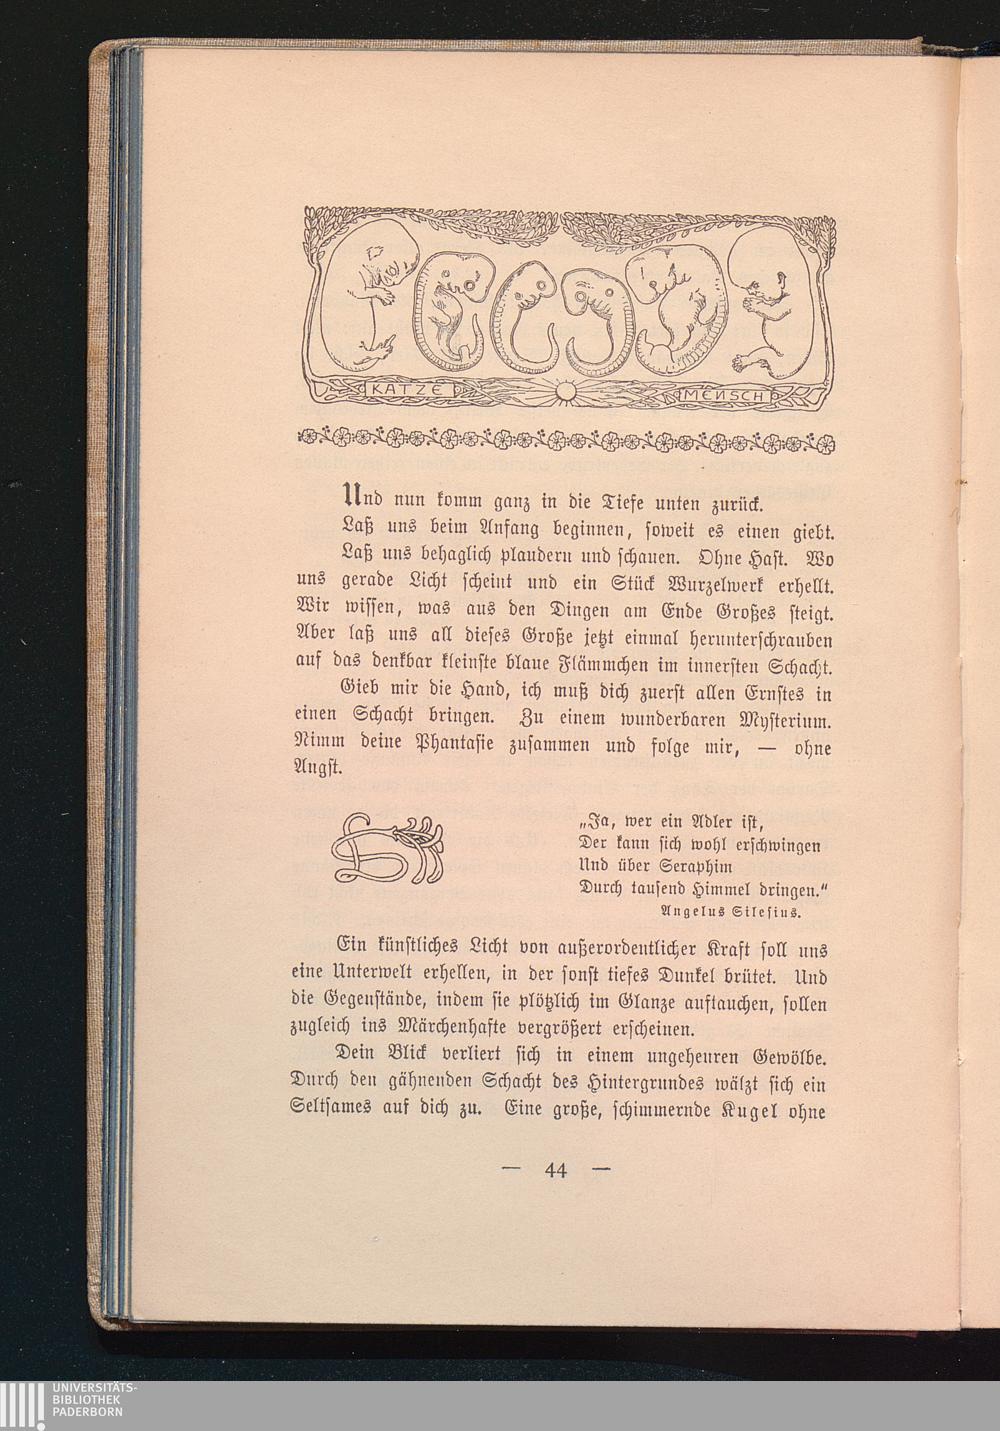 KATZE
MENSCH
Und nun komm ganz in die Tiefe unten zurück.
Laß uns beim Anfang beginnen, soweit es einen giebt.
Laß uns behaglich plaudern und schauen. Ohne Hast. Wo
uns gerade Licht scheint und ein Stück Wurzelwerk erhellt.
Wir wissen, was aus den Dingen am Ende Großes steigt.
Aber laß uns all dieses Große jetzt einmal herunterschrauben
auf das denkbar kleinste blaue Flämmchen im innersten Schacht.
Gieb mir die Hand, ich muß dich zuerst allen Ernstes in
einen Schacht bringen. Zu einem wunderbaren Mysterium.
Nimm deine Phantasie zusammen und folge mir, — ohne
Angst.
„Ja, wer ein Adler ist,
Der kann sich wohl erschwingen
Und über Seraphim
Durch tausend Himmel dringen.“
Angelus Silesius.
Ein künstliches Licht von außerordentlicher Kraft soll uns
eine Unterwelt erhellen, in der sonst tiefes Dunkel brütet. Und
die Gegenstände, indem sie plötzlich im Glanze auftauchen, sollen
zugleich ins Märchenhafte vergrößert erscheinen.
Dein Blick verliert sich in einem ungeheuren Gewölbe.
Durch den gähnenden Schacht des Hintergrundes wälzt sich ein
Seltsames auf dich zu. Eine große, schimmernde Kugel ohne
— 44 —
UNIVERSITÄTS-
BIBLIOTHEK
PADERBORN